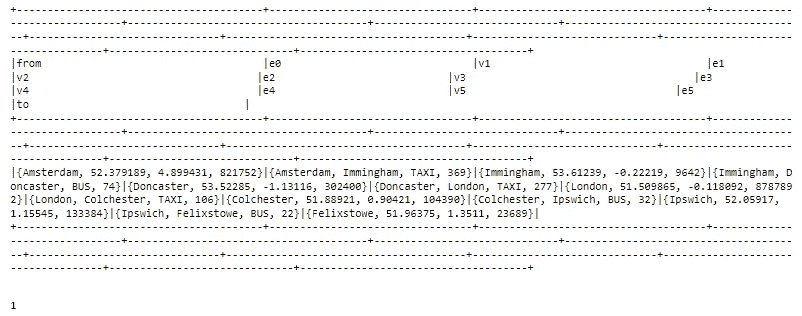 +---------------------------------------+---------------------------------+------------------------------------+-------------
-----------------+---------------------------------------+------------------------------+------------------------------------
--+-------------------------------+------------------------------------+---------------------------------------+---------------------
--------------+------------------------------+------------------------------------+
|from |e0 |v1 |e1
|v2 |e2 |v3 |e3
|v4 |e4 |v5 |e5
|to |
+---------------------------------------+---------------------------------+------------------------------------+-------------
-----------------+---------------------------------------+------------------------------+------------------------------------
--+-------------------------------+------------------------------------+---------------------------------------+---------------------
--------------+------------------------------+------------------------------------+
|{Amsterdam, 52.379189, 4.899431, 821752}|{Amsterdam, Immingham, TAXI, 369}|{Immingham, 53.61239, -0.22219, 9642}|{Immingham, D
oncaster, BUS, 74}|{Doncaster, 53.52285, -1.13116, 302400}|{Doncaster, London, TAXI, 277}|{London, 51.509865, -0.118092, 878789
2}|{London, Colchester, TAXI, 106}|{Colchester, 51.88921, 0.90421, 104390}|{Colchester, Ipswich, BUS, 32}|{Ipswich, 52.05917,
1.15545, 133384}|{Ipswich, Felixstowe, BUS, 22}|{Felixstowe, 51.96375, 1.3511, 23689}|
+---------------------------------------+---------------------------------+------------------------------------+-------------
-----------------+---------------------------------------+------------------------------+------------------------------------
--+-------------------------------+------------------------------------+---------------------------------------+---------------------
--------------+------------------------------+------------------------------------+
1